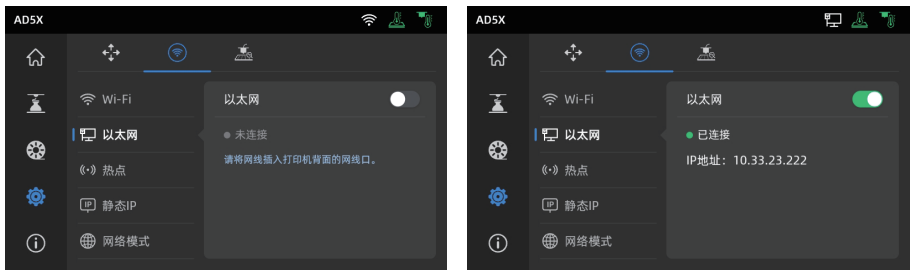 AD5X
Wi-Fi
以太网
热点
IP
静态IP
网络模式
以太网
未连接
请将网线插入打印机背面的网线口。
AD5X
Wi-Fi
以太网
热点
IP
静态IP
网络模式
以太网
已连接
IP地址：10.33.23.222